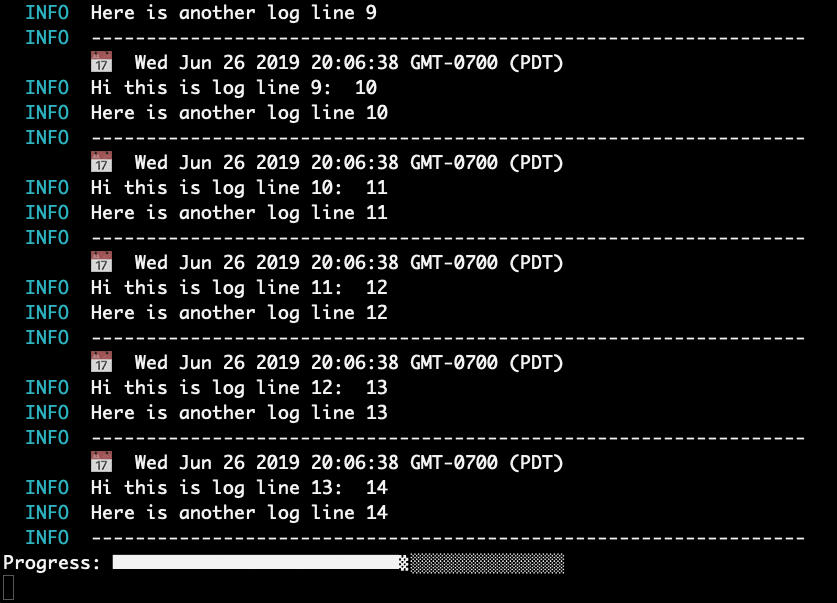 INFO Here is another log line 9
INFO -----------------------------------------------------------------
📅 Wed Jun 26 2019 20:06:38 GMT-0700 (PDT)
INFO Hi this is log line 9:  10
INFO Here is another log line 10
INFO -----------------------------------------------------------------
📅 Wed Jun 26 2019 20:06:38 GMT-0700 (PDT)
INFO Hi this is log line 10:  11
INFO Here is another log line 11
INFO -----------------------------------------------------------------
📅 Wed Jun 26 2019 20:06:38 GMT-0700 (PDT)
INFO Hi this is log line 11:  12
INFO Here is another log line 12
INFO -----------------------------------------------------------------
📅 Wed Jun 26 2019 20:06:38 GMT-0700 (PDT)
INFO Hi this is log line 12:  13
INFO Here is another log line 13
INFO -----------------------------------------------------------------
📅 Wed Jun 26 2019 20:06:38 GMT-0700 (PDT)
INFO Hi this is log line 13:  14
INFO Here is another log line 14
INFO -----------------------------------------------------------------
Progress: